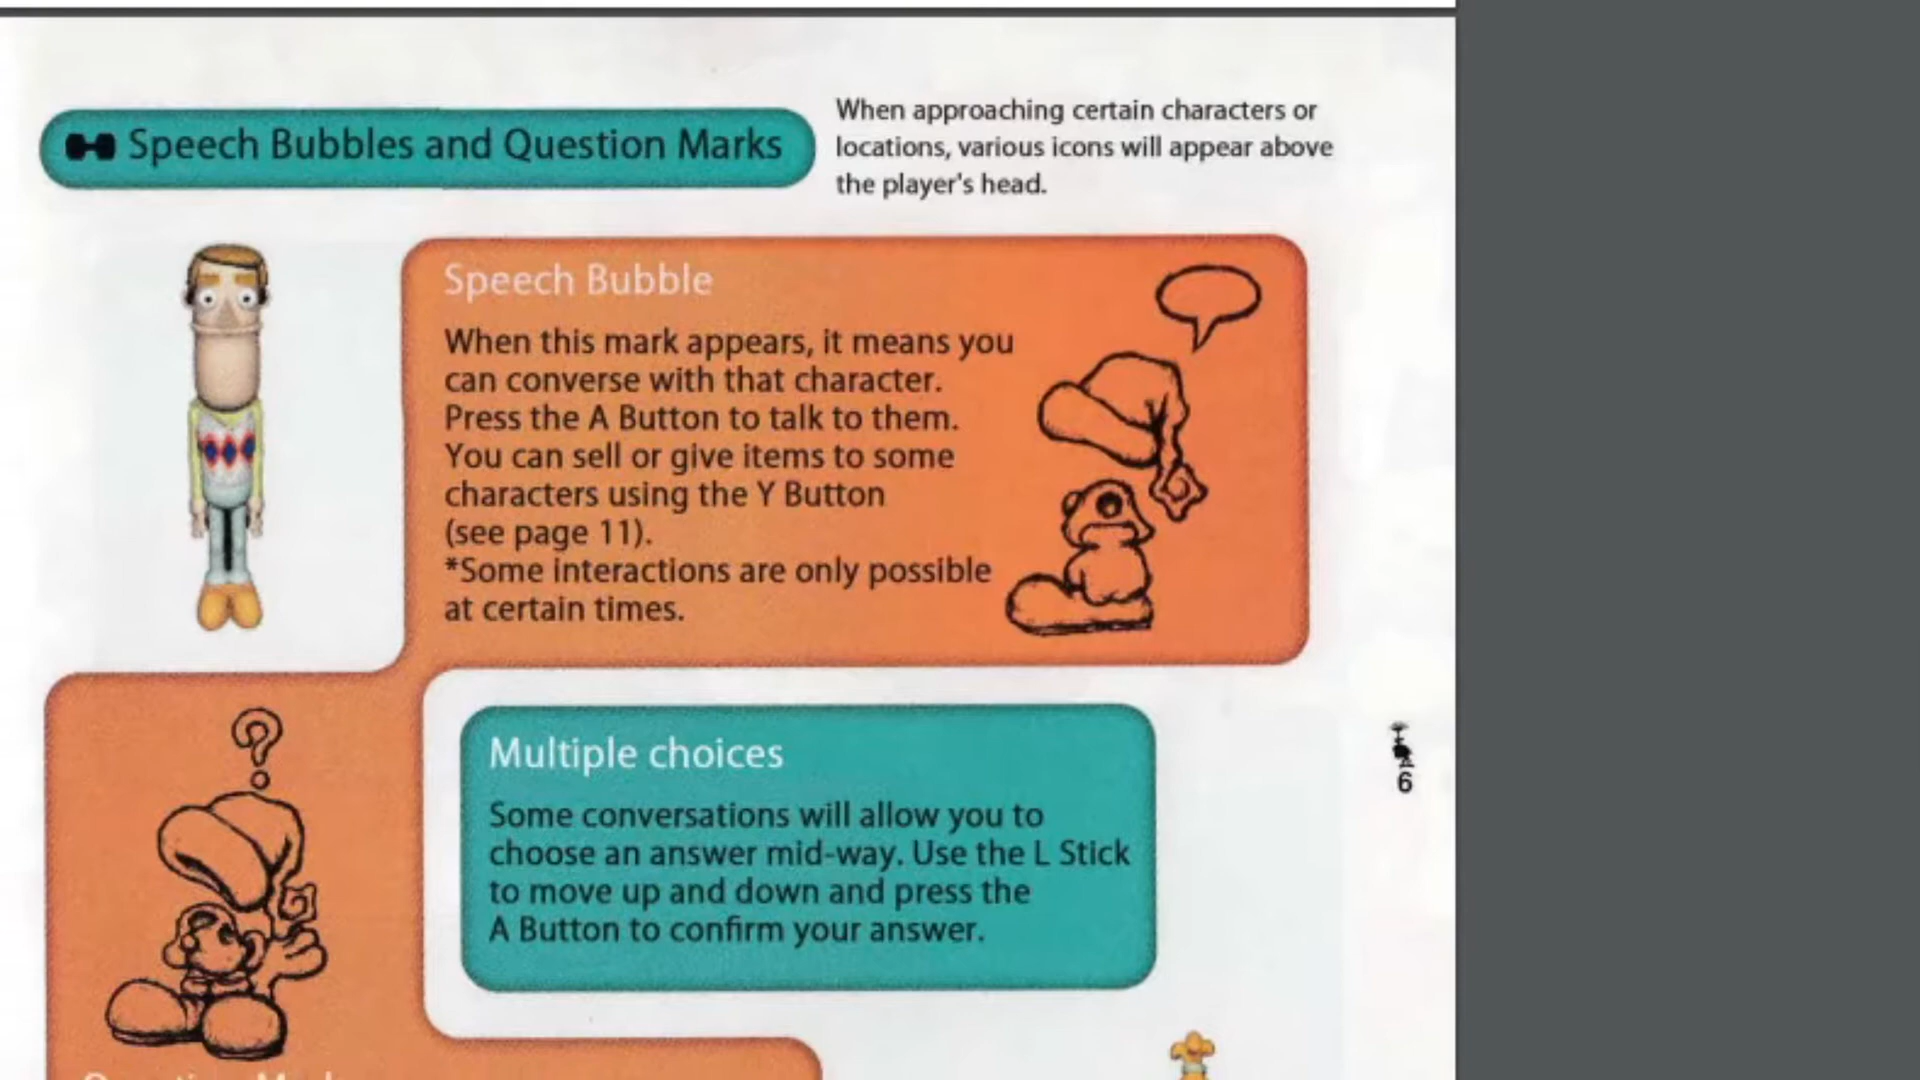 Speech Bubbles and Question Marks
When approaching certain characters or
locations, various icons will appear above
the player's head.
Speech Bubble
When this mark appears, it means you
can converse with that character.
Press the A Button to talk to them.
You can sell or give items to some
characters using the Y Button
(see page 11).
*Some interactions are only possible
at certain times.
Multiple choices
Some conversations will allow you to
choose an answer mid-way. Use the L Stick
to move up and down and press the
A Button to confirm your answer.
6